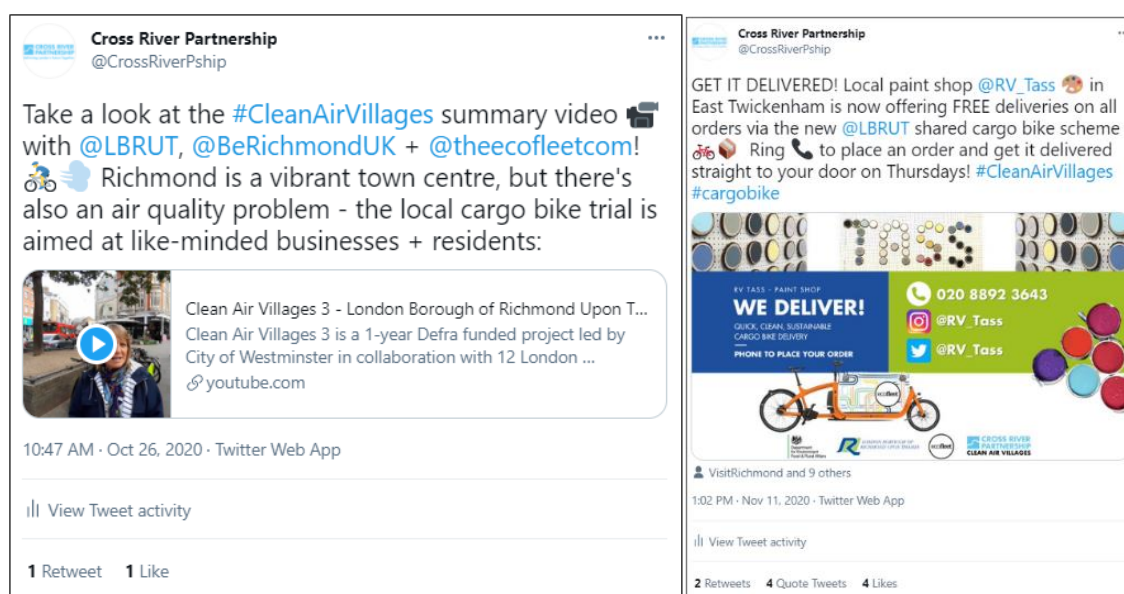 Cross River Partnership
@CrossRiverPship
Take a look at the #CleanAirVillages summary video
with @LBRUT, @BeRichmondUK + @theecofleetcom!
Richmond is a vibrant town centre, but there's
also an air quality problem - the local cargo bike trial is
aimed at like-minded businesses + residents:
Clean Air Villages 3 - London Borough of Richmond Upon T...
Clean Air Villages 3 is a 1-year Defra funded project led by
City of Westminster in collaboration with 12 London ...
youtube.com
10:47 AM · Oct 26, 2020 · Twitter Web App
View Tweet activity
1 Retweet 1 Like
Cross River Partnership
@CrossRiverPship
GET IT DELIVERED! Local paint shop @RV_Tass in
East Twickenham is now offering FREE deliveries on all
orders via the new @LBRUT shared cargo bike scheme
Ring to place an order and get it delivered
straight to your door on Thursdays! #CleanAirVillages
#cargobike
TASS
RV TASS - PAINT SHOP
WE DELIVER!
QUICK, CLEAN, SUSTAINABLE
CARGO BIKE DELIVERY
PHONE TO PLACE YOUR ORDER
020 8892 3643
@RV_Tass
@RV_Tass
ecofleet
ecofleet
CROSS RIVER
PARTNERSHIP
CLEAN AIR VILLAGES
VisitRichmond and 9 others
1:02 PM · Nov 11, 2020 · Twitter Web App
View Tweet activity
2 Retweets 4 Quote Tweets 4 Likes